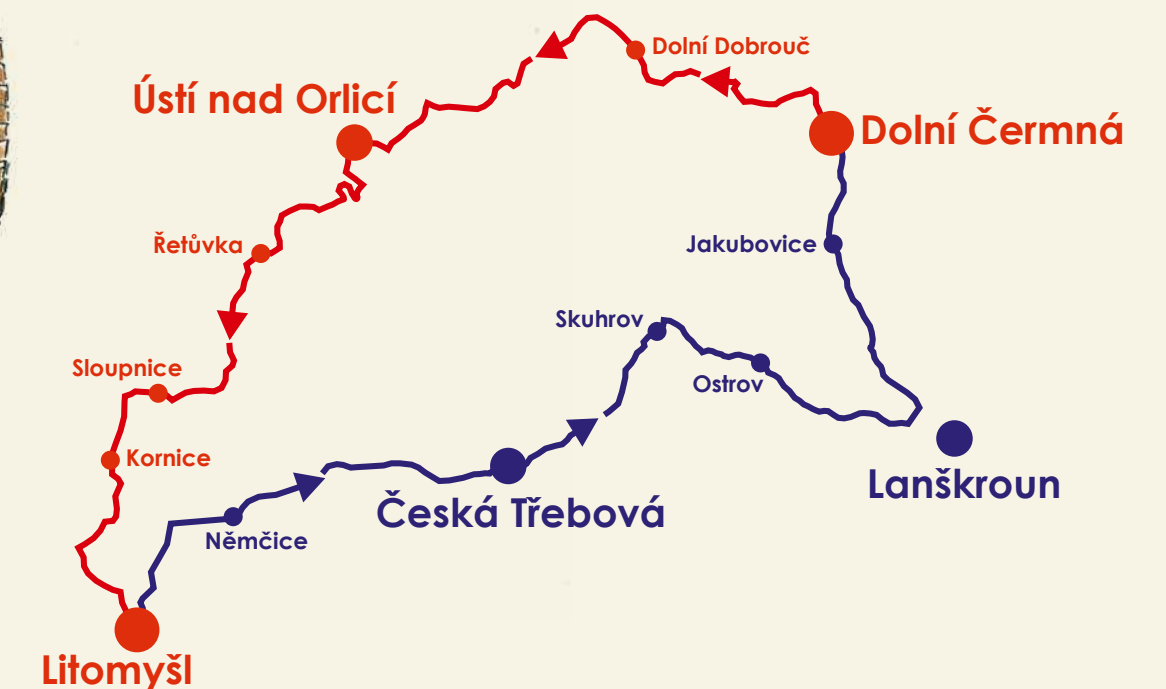 Dolní Dobrouč
Ústí nad Orlicí
Dolní Čermná
Řetůvka
Jakubovice
Skuhrov
Sloupnice
Ostrov
Kornice
Lanškroun
Česká Třebová
Němčice
Litomyšl